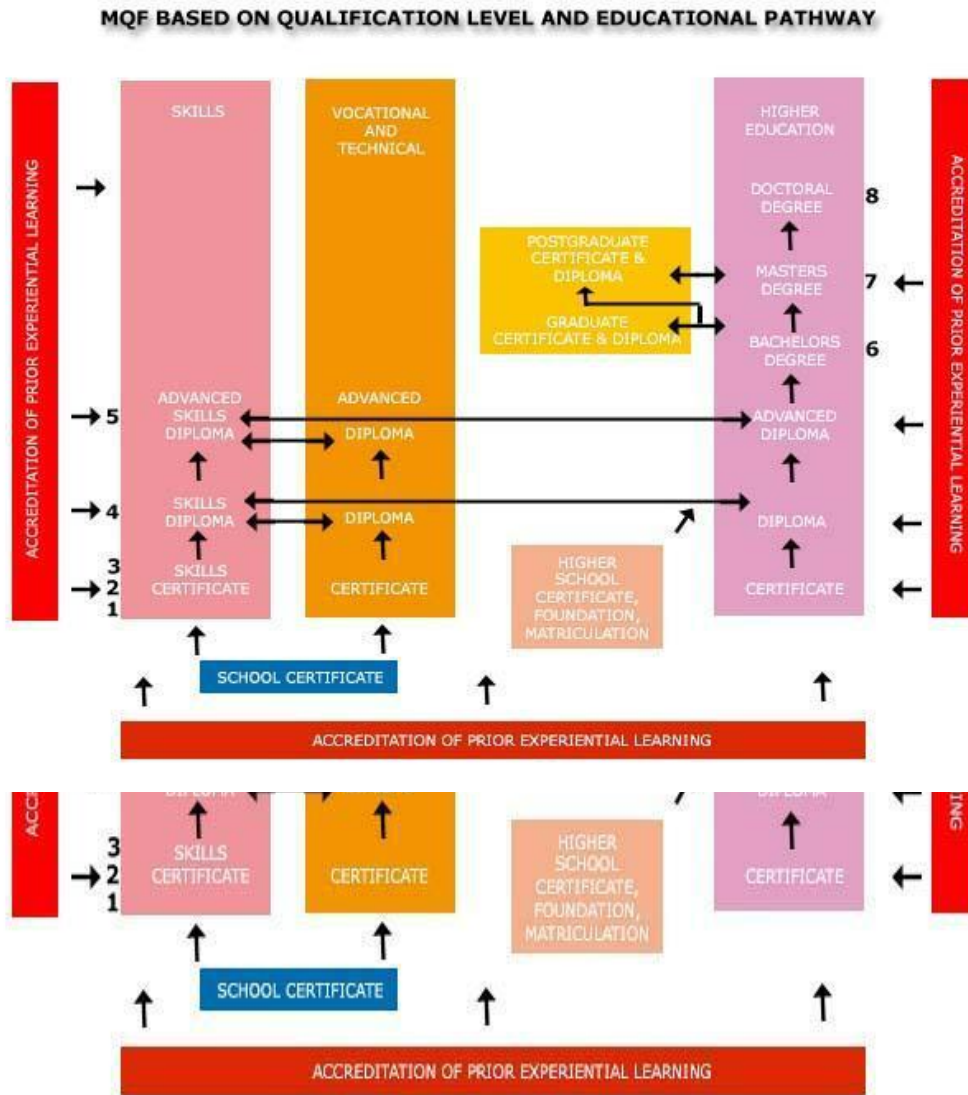 MQF BASED ON QUALIFICATION LEVEL AND EDUCATIONAL PATHWAY
ACCREDITATION OF PRIOR EXPERIENTIAL LEARNING
SKILLS
ADVANCED
SKILLS
DIPLOMA
SKILLS
DIPLOMA
SKILLS
CERTIFICATE
5
4
3
2
1
VOCATIONAL
AND
TECHNICAL
ADVANCED
DIPLOMA
DIPLOMA
CERTIFICATE
POSTGRADUATE
CERTIFICATE &
DIPLOMA
GRADUATE
CERTIFICATE & DIPLOMA
HIGHER
SCHOOL
CERTIFICATE,
FOUNDATION,
MATRICULATION
HIGHER
EDUCATION
DOCTORAL
DEGREE
MASTERS
DEGREE
BACHELORS
DEGREE
ADVANCED
DIPLOMA
DIPLOMA
CERTIFICATE
8
7
6
ACCREDITATION OF PRIOR EXPERIENTIAL LEARNING
SCHOOL CERTIFICATE
ACCREDITATION OF PRIOR EXPERIENTIAL LEARNING
3
2
1
SKILLS
CERTIFICATE
CERTIFICATE
HIGHER
SCHOOL
CERTIFICATE,
FOUNDATION,
MATRICULATION
CERTIFICATE
SCHOOL CERTIFICATE
ACCREDITATION OF PRIOR EXPERIENTIAL LEARNING